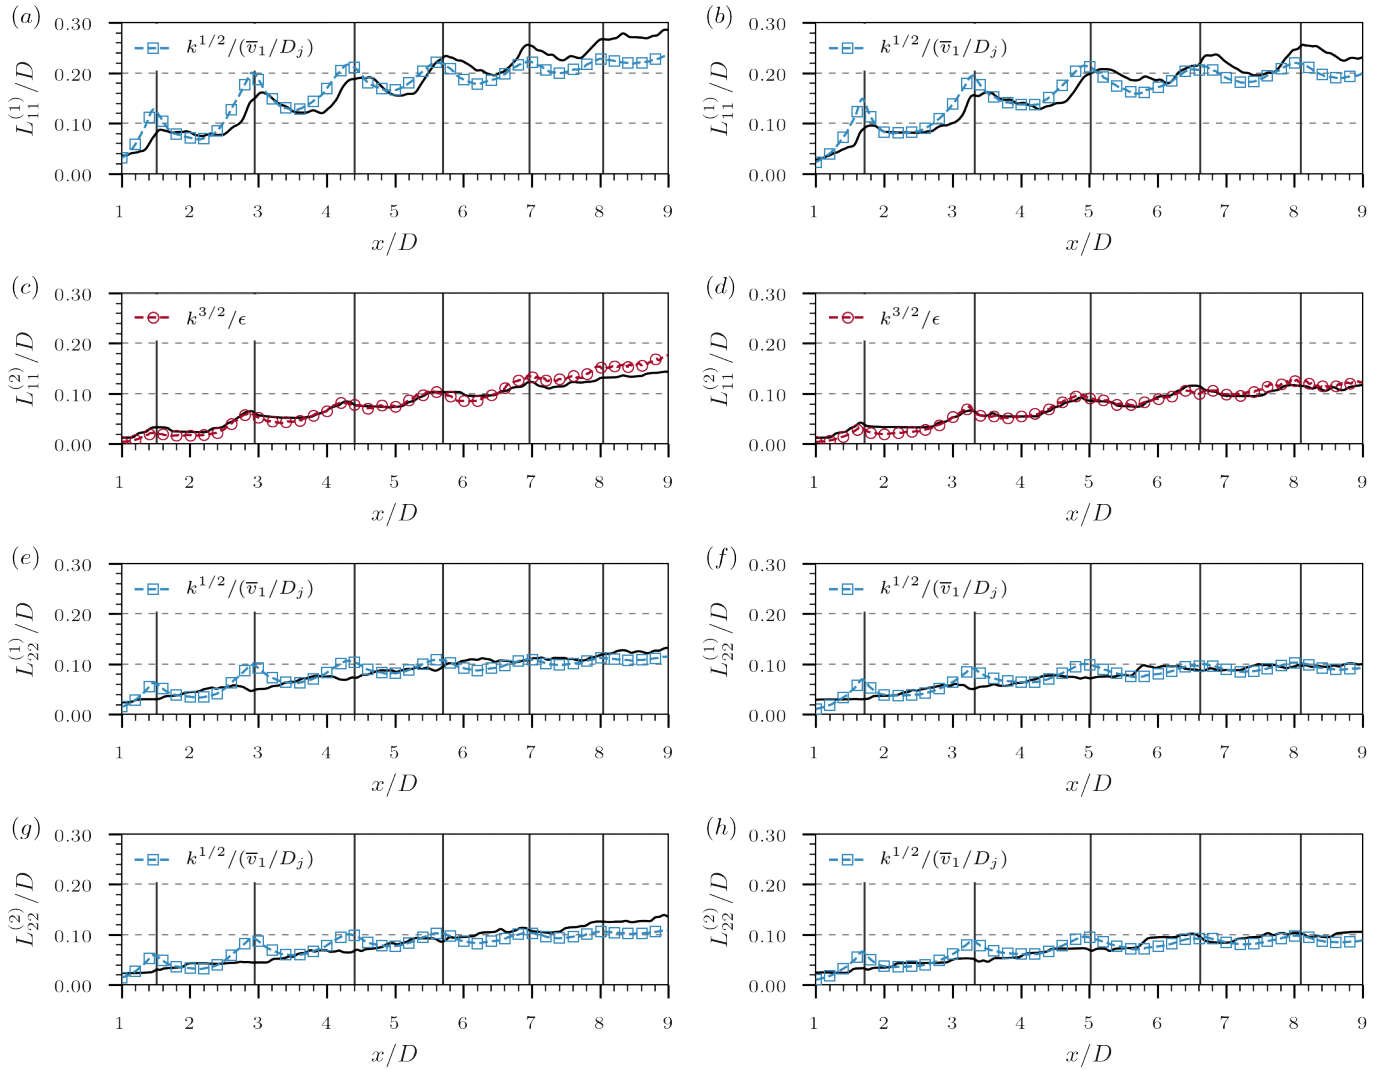 (a) 0.30 0.20 0.10 0.00 L_{11}^{(1)}/D k^{1/2}/(v̅_1/D_j) 1 2 3 4 5 6 7 8 9 x/D
(b) 0.30 0.20 0.10 0.00 L_{11}^{(1)}/D k^{1/2}/(v̅_1/D_j) 1 2 3 4 5 6 7 8 9 x/D
(c) 0.30 0.20 0.10 0.00 L_{11}^{(2)}/D k^{3/2}/ϵ 1 2 3 4 5 6 7 8 9 x/D
(d) 0.30 0.20 0.10 0.00 L_{11}^{(2)}/D k^{3/2}/ϵ 1 2 3 4 5 6 7 8 9 x/D
(e) 0.30 0.20 0.10 0.00 L_{22}^{(1)}/D k^{1/2}/(v̅_1/D_j) 1 2 3 4 5 6 7 8 9 x/D
(f) 0.30 0.20 0.10 0.00 L_{22}^{(1)}/D k^{1/2}/(v̅_1/D_j) 1 2 3 4 5 6 7 8 9 x/D
(g) 0.30 0.20 0.10 0.00 L_{22}^{(2)}/D k^{1/2}/(v̅_1/D_j) 1 2 3 4 5 6 7 8 9 x/D
(h) 0.30 0.20 0.10 0.00 L_{22}^{(2)}/D k^{1/2}/(v̅_1/D_j) 1 2 3 4 5 6 7 8 9 x/D